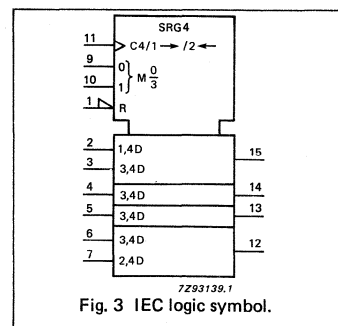 SRG4
11 C4/1 → /2 ←
9 0 } M 0/3
10 1
1 R
2 1,4D 15
3 3,4D
4 3,4D 14
5 3,4D 13
6 3,4D 12
7 2,4D
7Z93139.1
Fig. 3 IEC logic symbol.